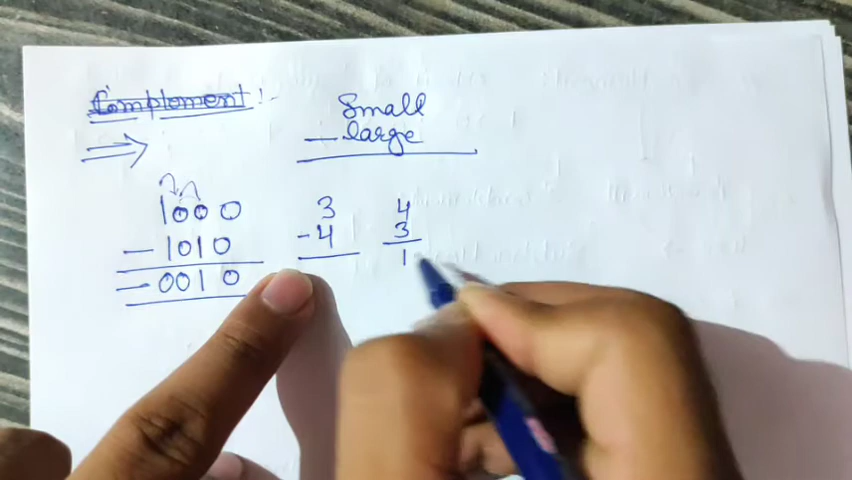 Complement :-
Small
— large
1000
— 1010
— 0010
3
- 4
4
3
1